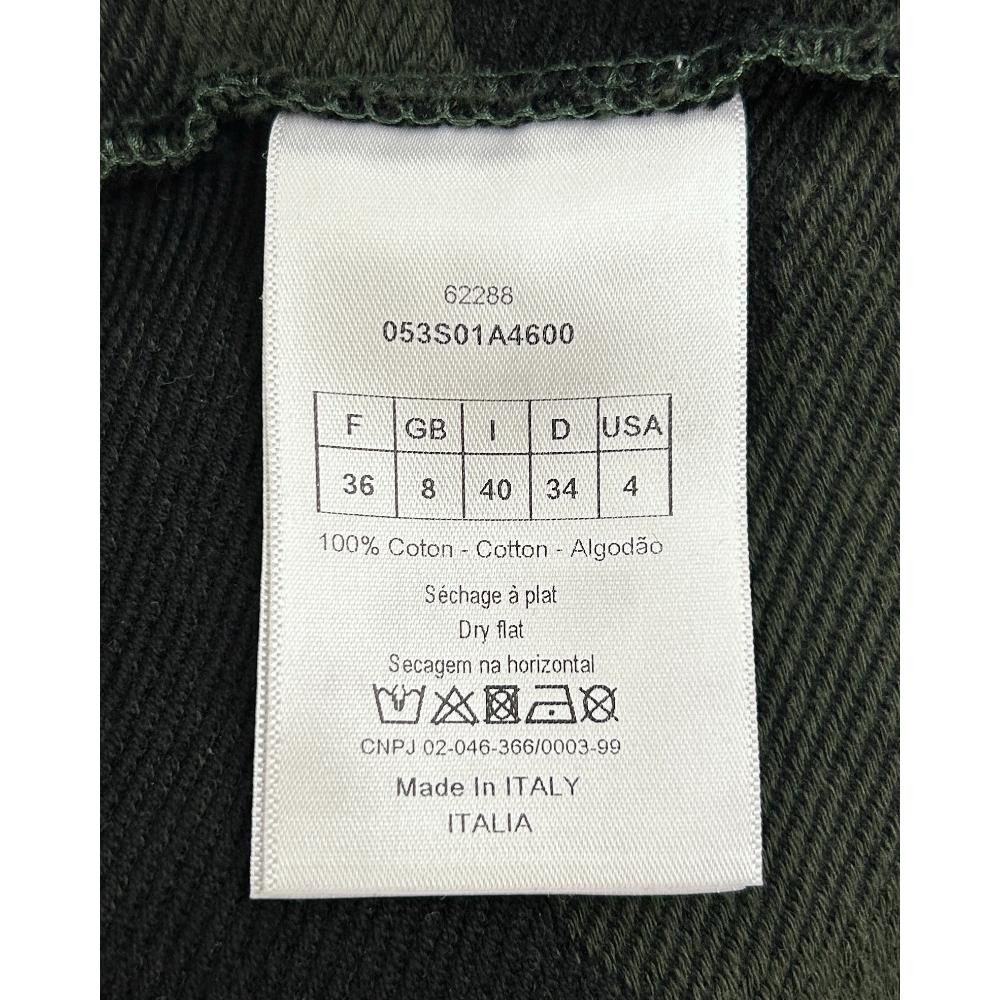 62288
053S01A4600
F GB I D USA
36 8 40 34 4
100% Coton - Cotton - Algodão
Séchage à plat
Dry flat
Secagem na horizontal
CNPJ 02-046-366/0003-99
Made In ITALY
ITALIA